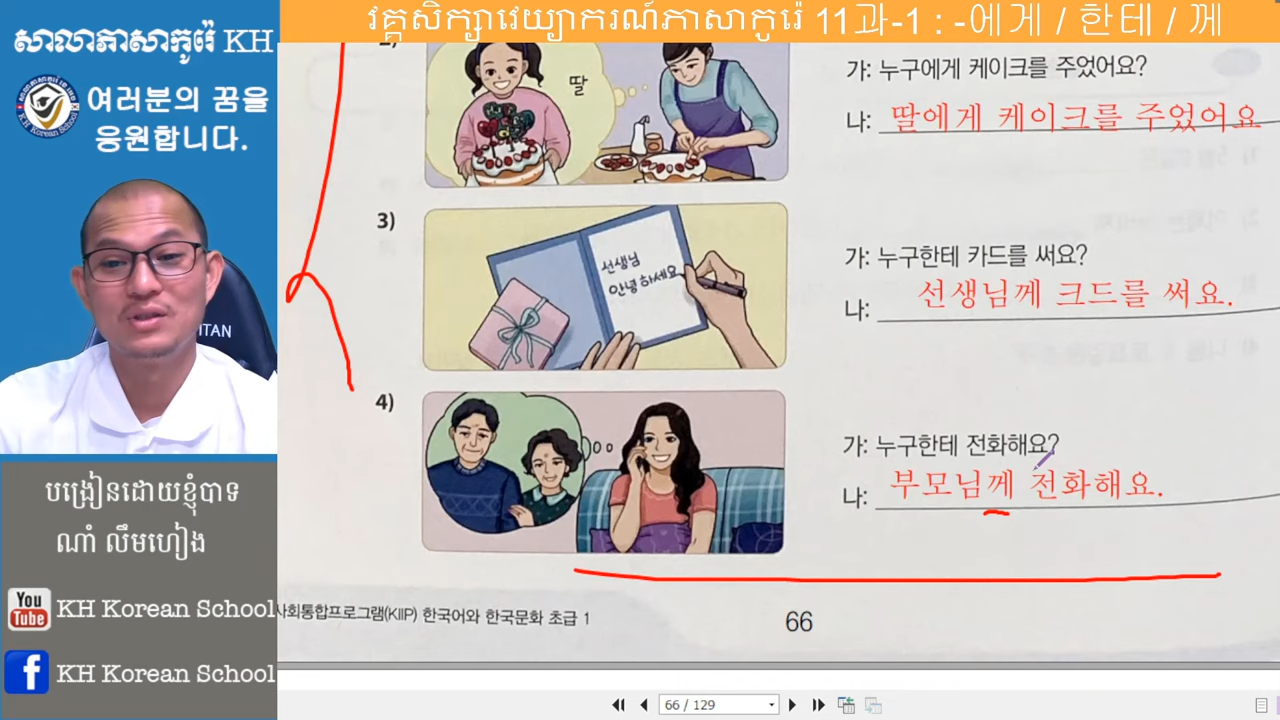 វគ្គសិក្សាវេយ្យាករណ៍ភាសាកូរ៉េ 11과-1 : -에게 / 한테 / 께
សាលាភាសាកូរ៉េ KH
여러분의 꿈을
응원합니다.
TITAN
បង្រៀនដោយខ្ញុំបាទ
ណាំ លឹមហៀង
You
Tube
KH Korean School
f
KH Korean School
딸
가: 누구에게 케이크를 주었어요?
나: 딸에게 케이크를 주었어요
3)
선생님
안녕하세요
가: 누구한테 카드를 써요?
나: 선생님께 크드를 써요.
4)
가: 누구한테 전화해요?
나: 부모님께 전화해요.
사회통합프로그램(KIIP) 한국어와 한국문화 초급 1
66
66 / 129